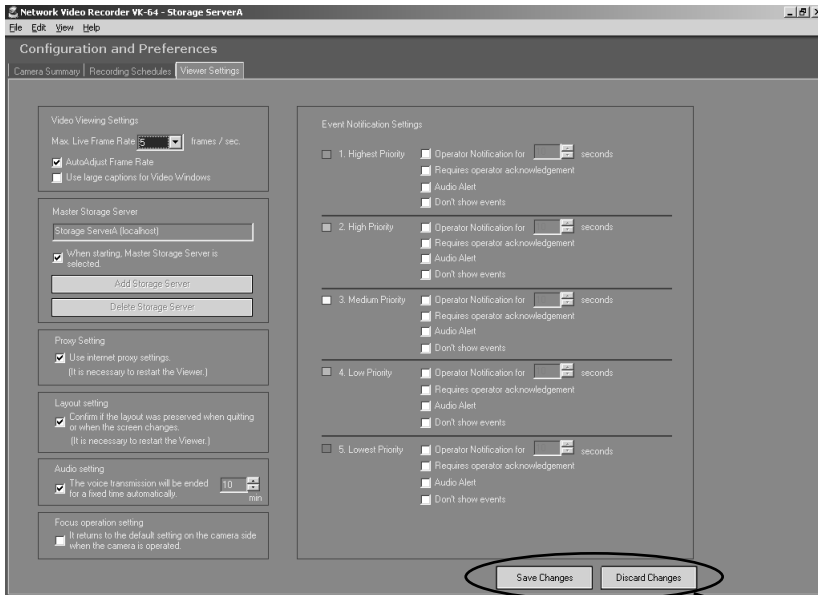 Network Video Recorder VK-64 - Storage ServerA
File Edit View Help
Configuration and Preferences
Camera Summary Recording Schedules Viewer Settings
Video Viewing Settings
Max. Live Frame Rate 5 frames / sec.
AutoAdjust Frame Rate
Use large captions for Video Windows
Master Storage Server
Storage ServerA (localhost)
When starting, Master Storage Server is
selected.
Add Storage Server
Delete Storage Server
Proxy Setting
Use internet proxy settings.
(It is necessary to restart the Viewer.)
Layout setting
Confirm if the layout was preserved when quitting
or when the screen changes.
(It is necessary to restart the Viewer.)
Audio setting
The voice transmission will be ended 10
for a fixed time automatically. min
Focus operation setting
It returns to the default setting on the camera side
when the camera is operated.
Event Notification Settings
1. Highest Priority Operator Notification for seconds
Requires operator acknowledgement
Audio Alert
Don't show events
2. High Priority Operator Notification for seconds
Requires operator acknowledgement
Audio Alert
Don't show events
3. Medium Priority Operator Notification for seconds
Requires operator acknowledgement
Audio Alert
Don't show events
4. Low Priority Operator Notification for seconds
Requires operator acknowledgement
Audio Alert
Don't show events
5. Lowest Priority Operator Notification for seconds
Requires operator acknowledgement
Audio Alert
Don't show events
Save Changes Discard Changes